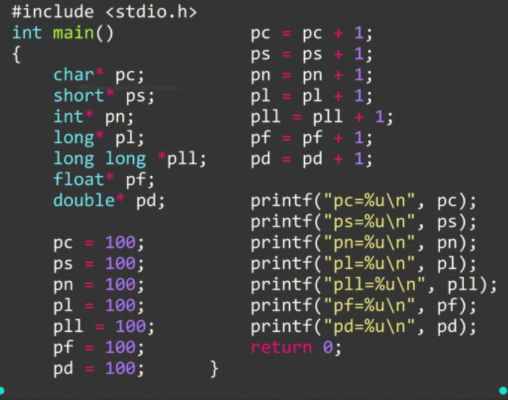 #include <stdio.h>
int main()
{
    char* pc;
    short* ps;
    int* pn;
    long* pl;
    long long *pll;
    float* pf;
    double* pd;

    pc = 100;
    ps = 100;
    pn = 100;
    pl = 100;
    pll = 100;
    pf = 100;
    pd = 100;

    pc = pc + 1;
    ps = ps + 1;
    pn = pn + 1;
    pl = pl + 1;
    pll = pll + 1;
    pf = pf + 1;
    pd = pd + 1;

    printf("pc=%u\n", pc);
    printf("ps=%u\n", ps);
    printf("pn=%u\n", pn);
    printf("pl=%u\n", pl);
    printf("pll=%u\n", pll);
    printf("pf=%u\n", pf);
    printf("pd=%u\n", pd);
    return 0;
}